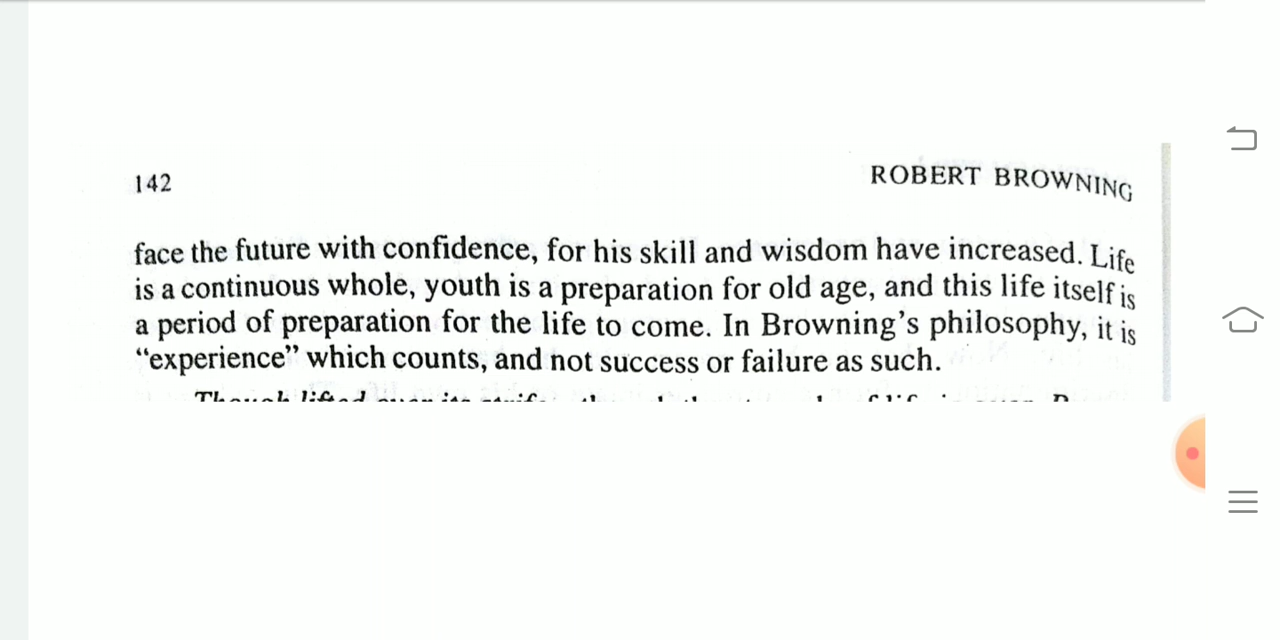 142
ROBERT BROWNING
face the future with confidence, for his skill and wisdom have increased. Life
is a continuous whole, youth is a preparation for old age, and this life itself is
a period of preparation for the life to come. In Browning's philosophy, it is
“experience” which counts, and not success or failure as such.
Though lifted